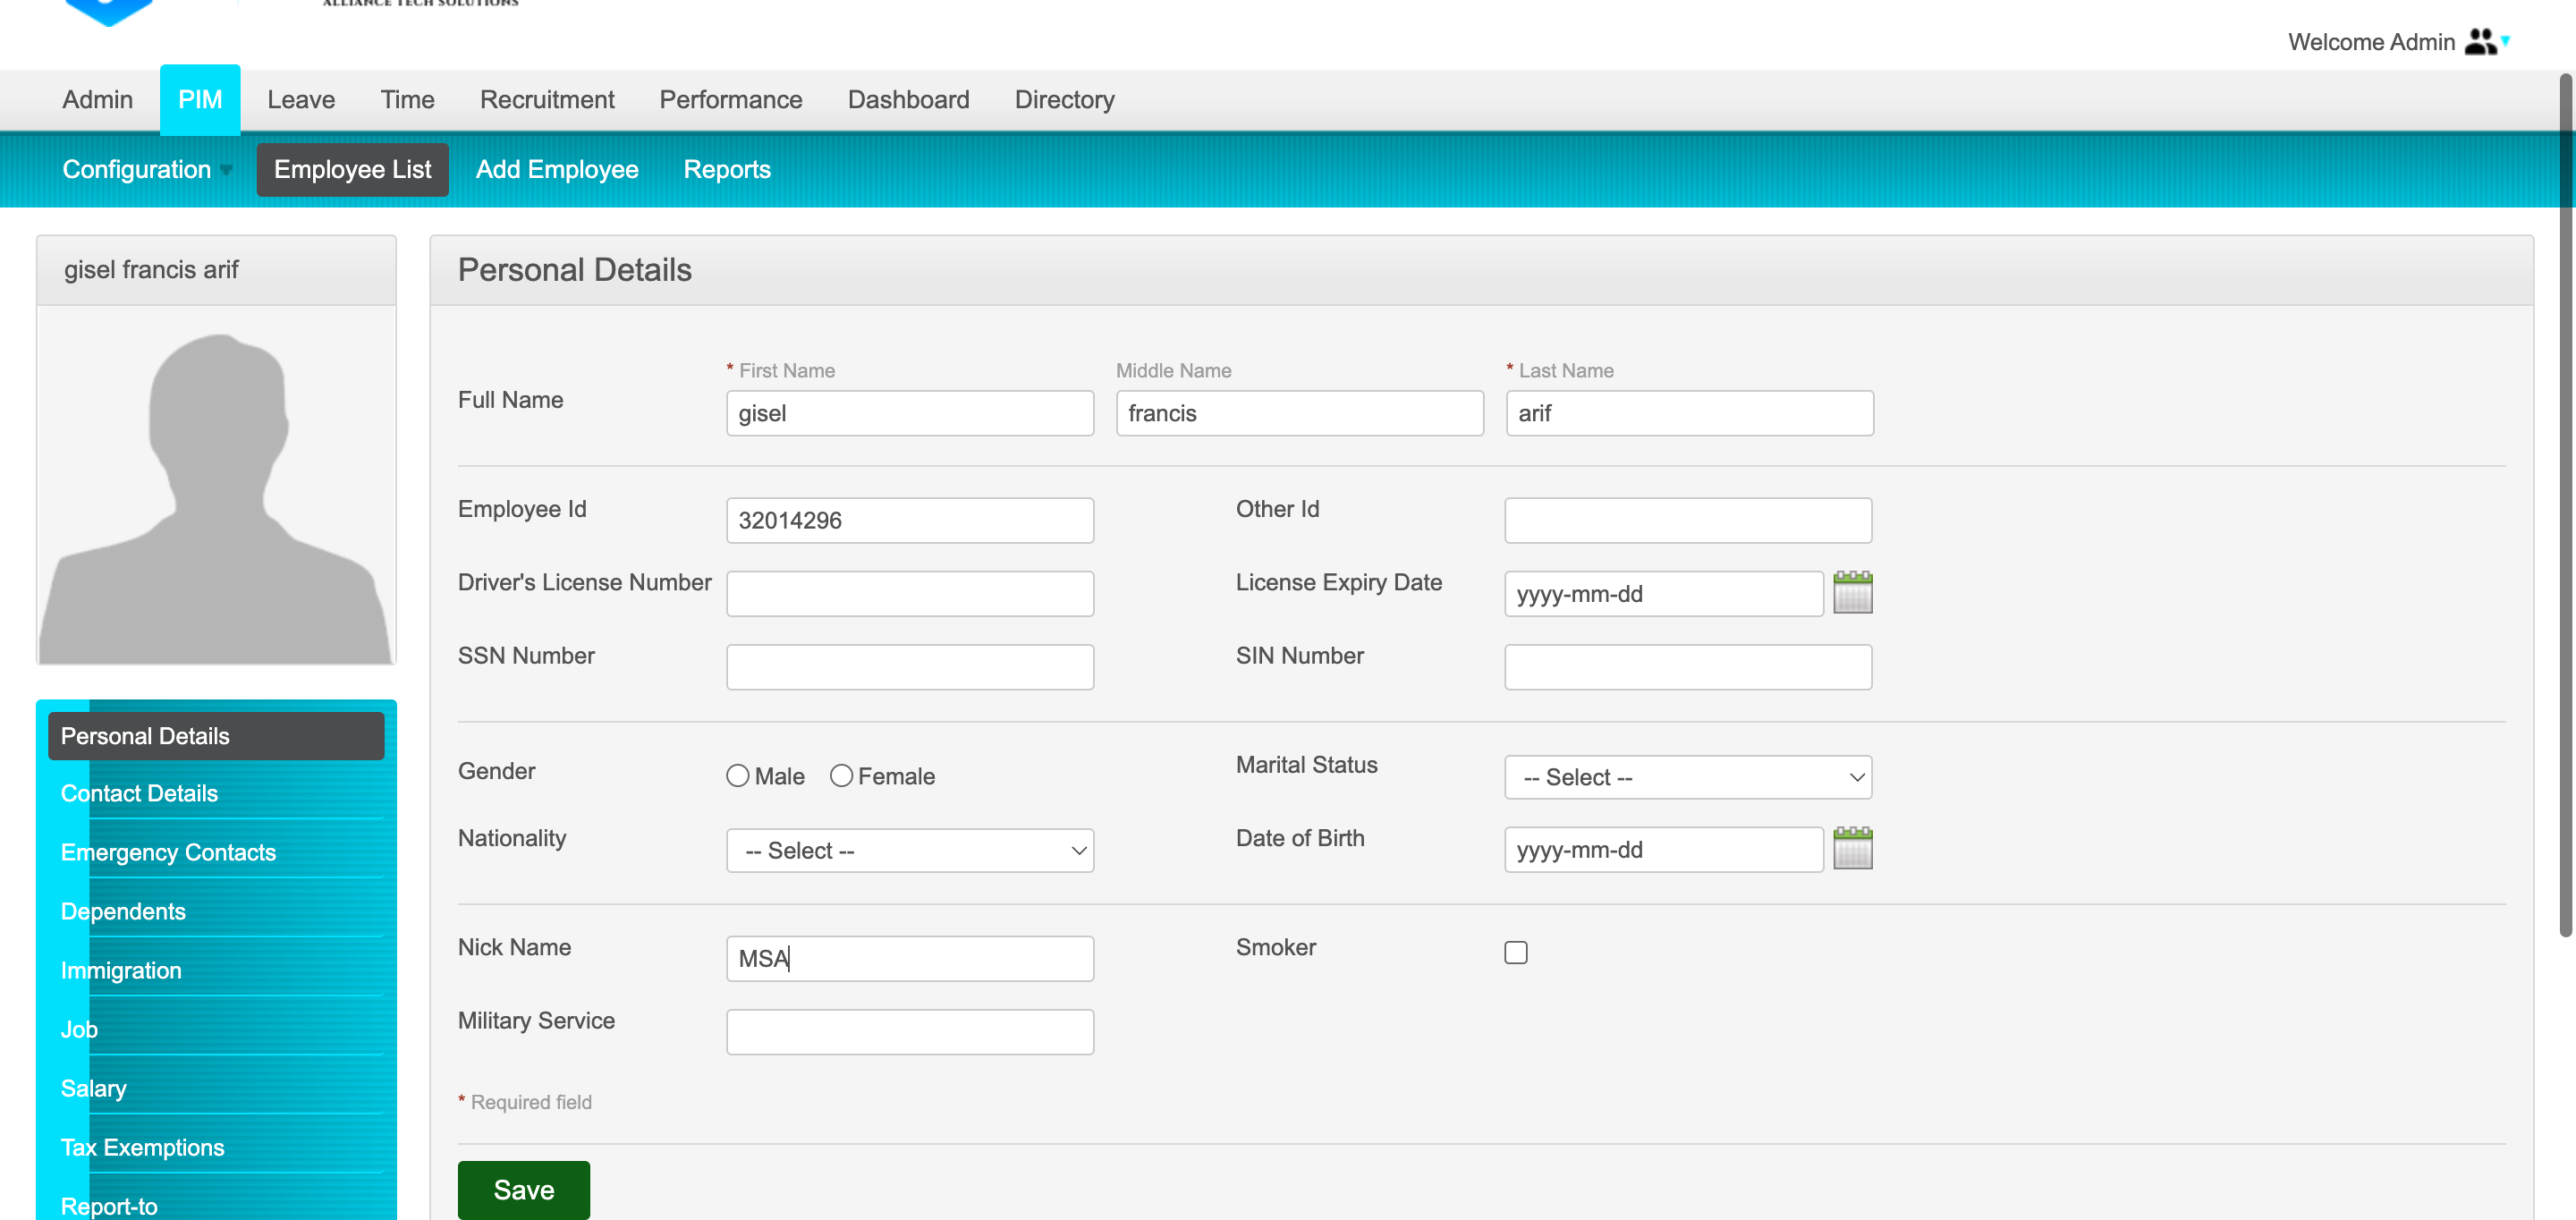 ALLIANCE TECH SOLUTIONS
Welcome Admin
Admin PIM Leave Time Recruitment Performance Dashboard Directory
Configuration Employee List Add Employee Reports
gisel francis arif
Personal Details
* First Name Middle Name * Last Name
Full Name gisel francis arif
Employee Id 32014296 Other Id
Driver's License Number License Expiry Date yyyy-mm-dd
SSN Number SIN Number
Gender Male Female Marital Status -- Select --
Nationality -- Select -- Date of Birth yyyy-mm-dd
Nick Name MSA Smoker
Military Service
* Required field
Save
Personal Details
Contact Details
Emergency Contacts
Dependents
Immigration
Job
Salary
Tax Exemptions
Report-to